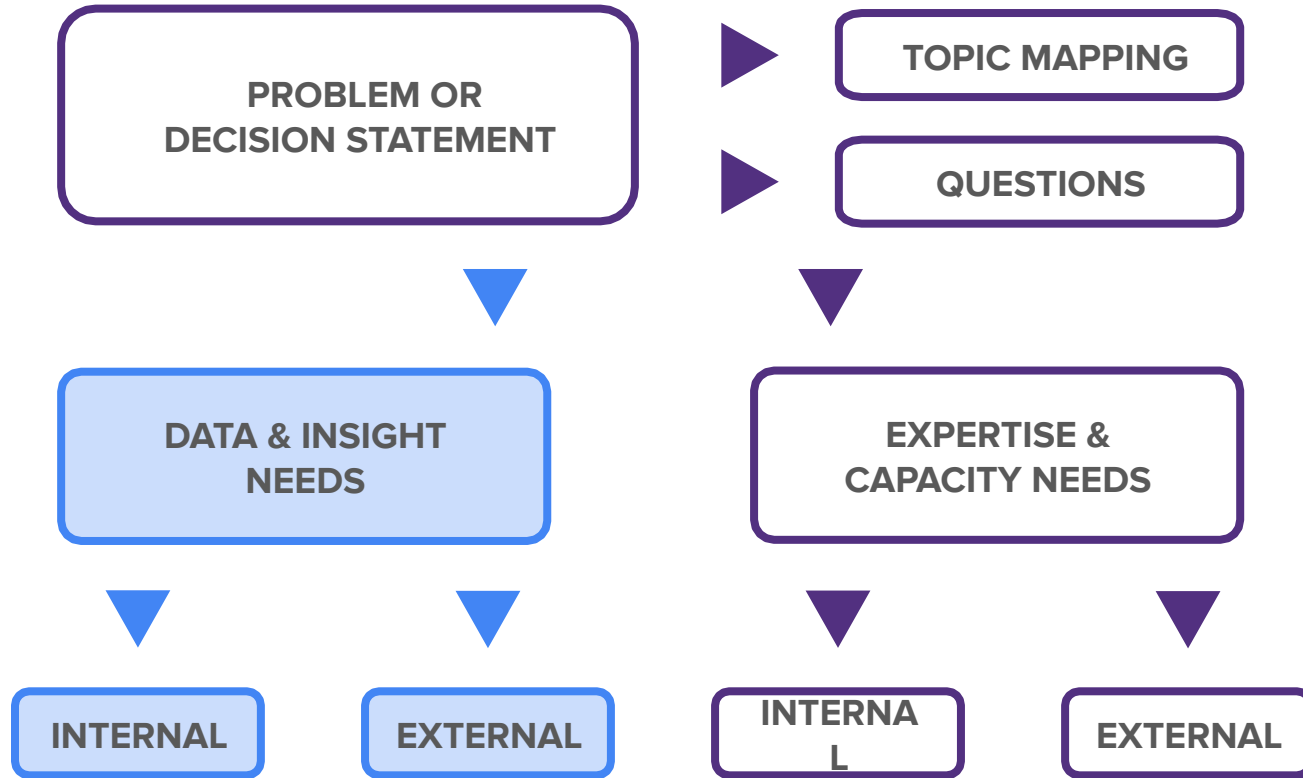 PROBLEM OR
DECISION STATEMENT
TOPIC MAPPING
QUESTIONS
DATA & INSIGHT
NEEDS
EXPERTISE &
CAPACITY NEEDS
INTERNAL
EXTERNAL
INTERNA
L
EXTERNAL